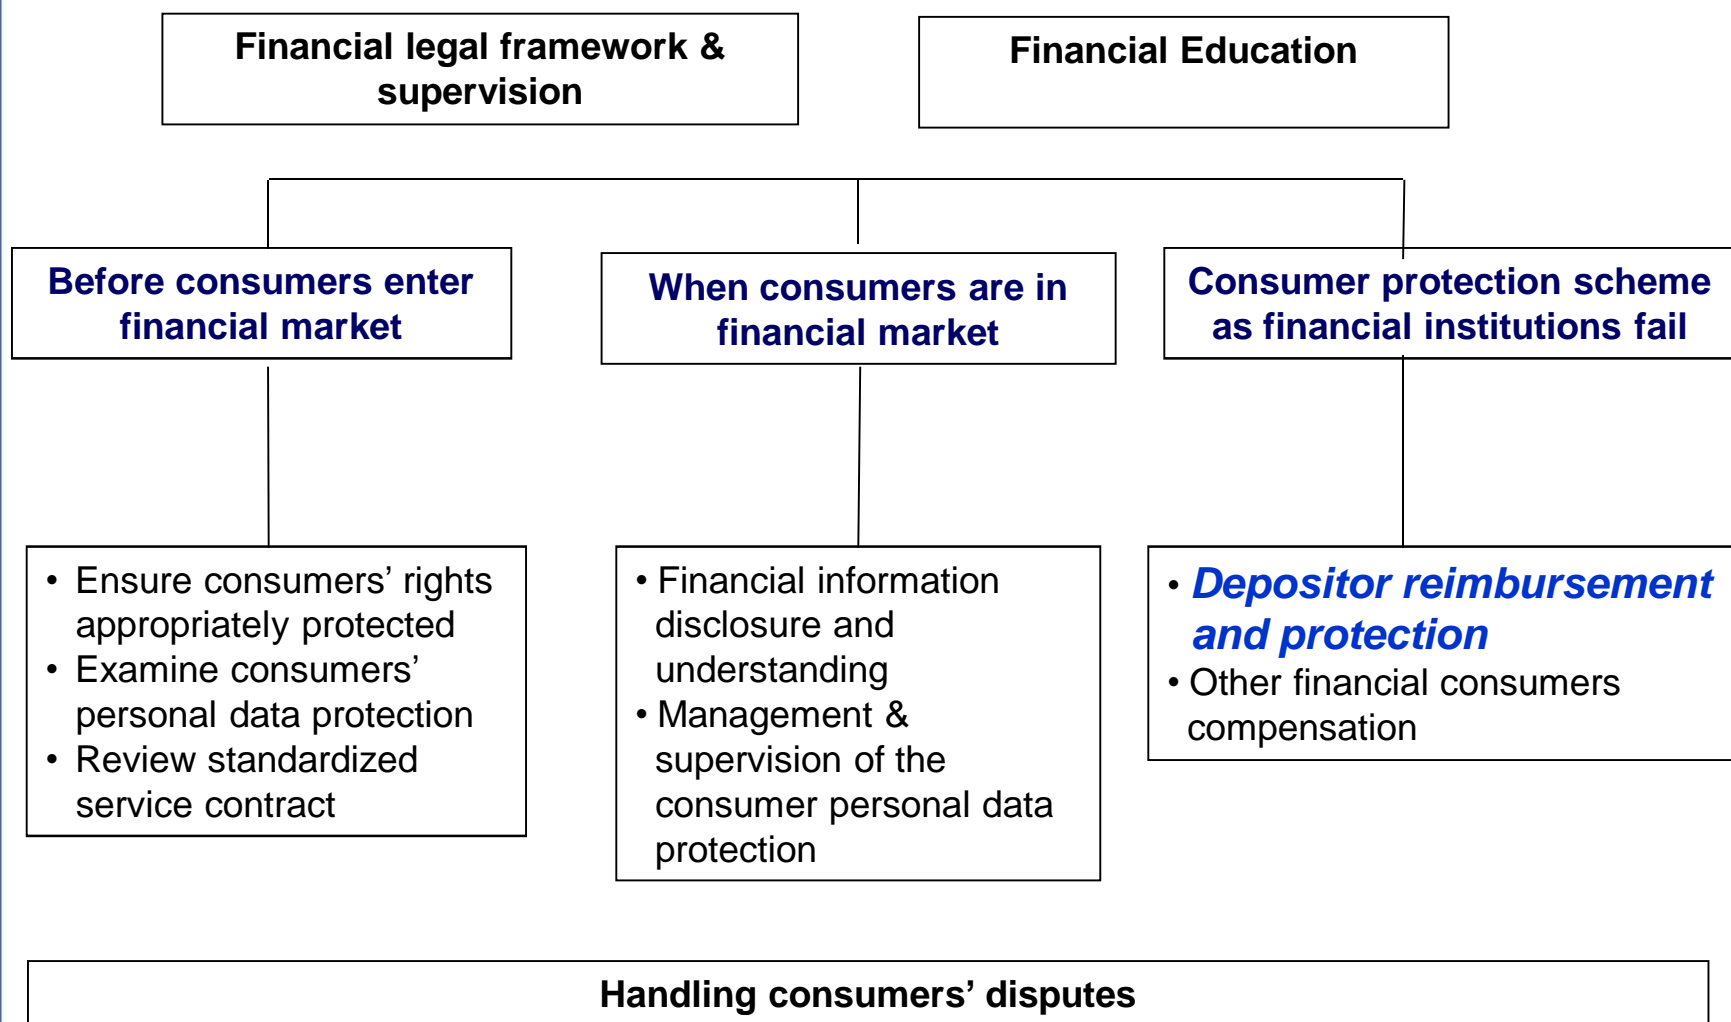 Financial legal framework &
supervision
Financial Education
Before consumers enter
financial market
When consumers are in
financial market
Consumer protection scheme
as financial institutions fail
• Ensure consumers’ rights
appropriately protected
• Examine consumers’
personal data protection
• Review standardized
service contract
• Financial information
disclosure and
understanding
• Management &
supervision of the
consumer personal data
protection
• Depositor reimbursement
and protection
• Other financial consumers
compensation
Handling consumers’ disputes